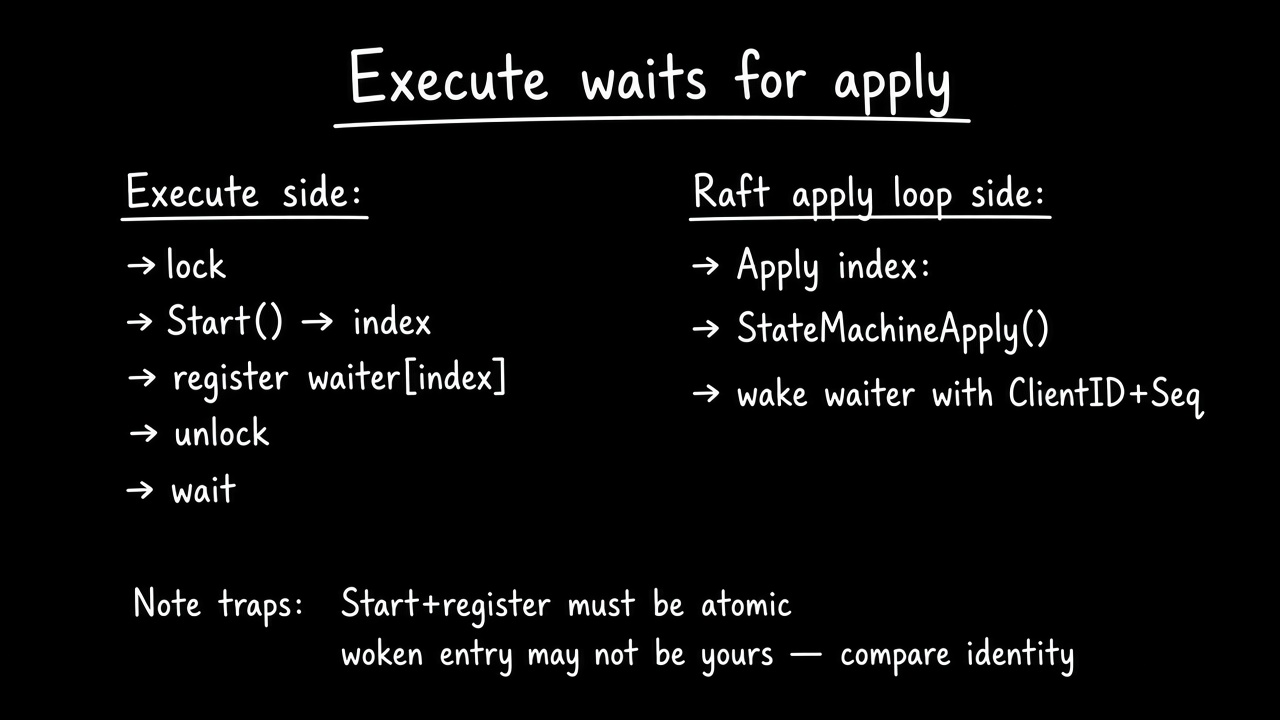 Execute waits for apply
Execute side:
→ lock
→ Start() → index
→ register waiter[index]
→ unlock
→ wait
Raft apply loop side:
→ Apply index:
→ StateMachineApply()
→ wake waiter with ClientID+Seq
Note traps: Start+register must be atomic
woken entry may not be yours — compare identity